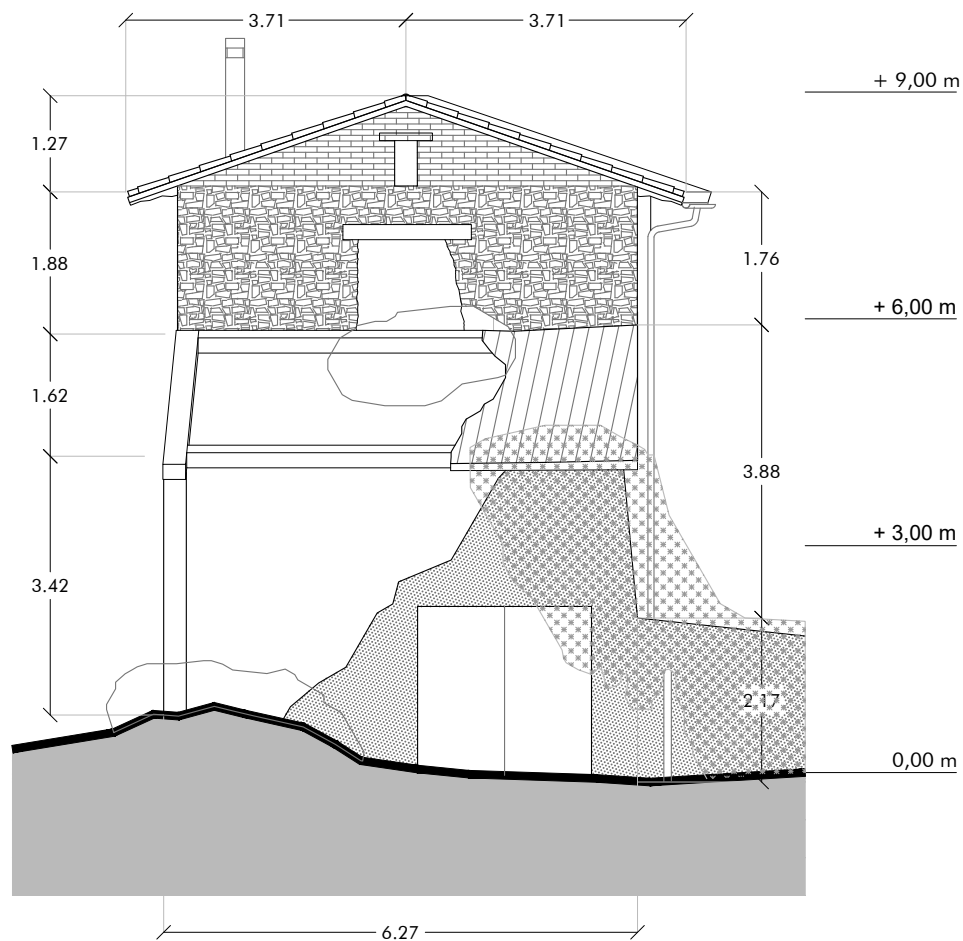 3.71 3.71
+ 9,00 m
1.27
1.88
1.76
+ 6,00 m
1.62
3.88
+ 3,00 m
3.42
2.17
0,00 m
6.27